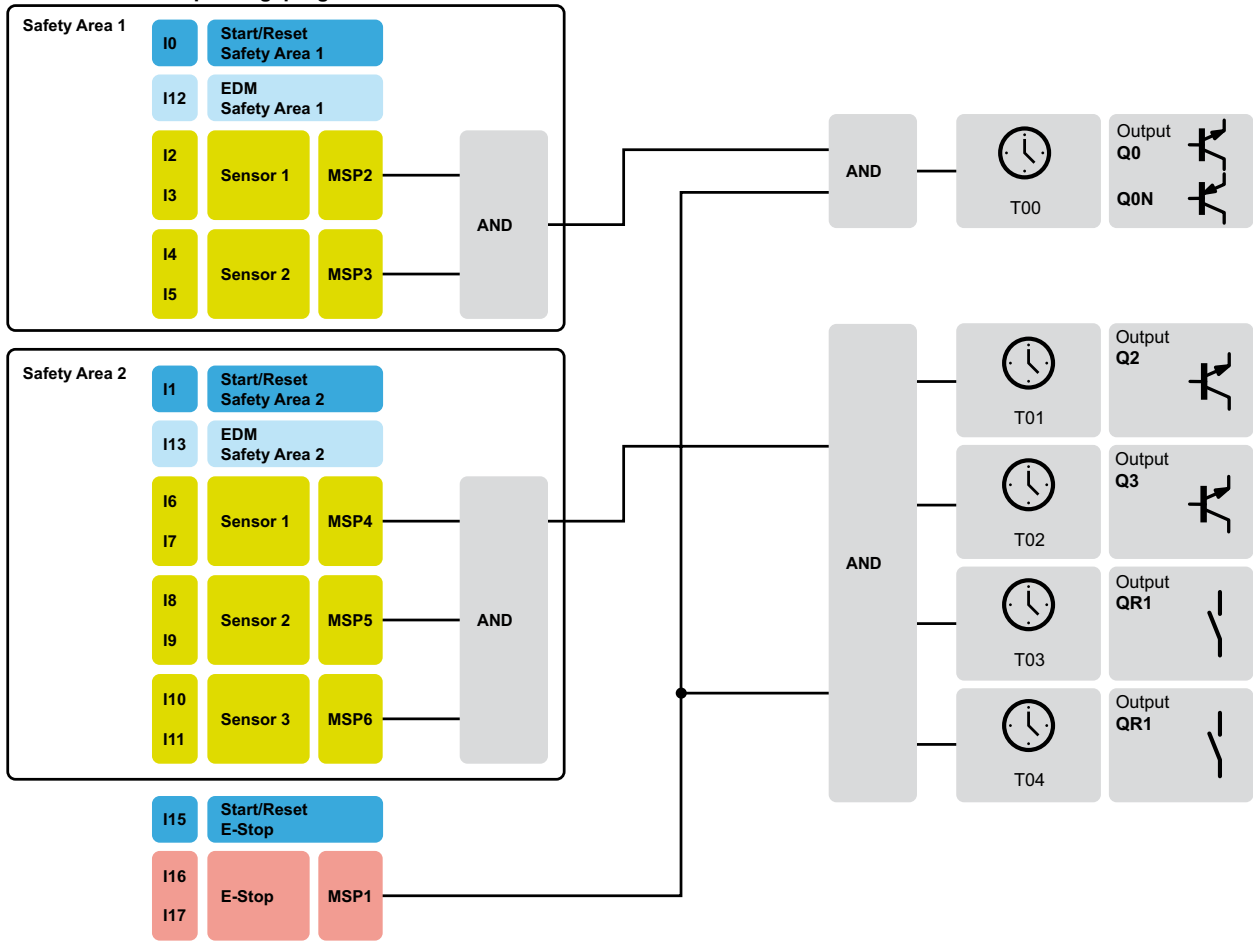 Safety Area 1
I0
Start/Reset
Safety Area 1
I12
EDM
Safety Area 1
I2
I3
Sensor 1
MSP2
I4
I5
Sensor 2
MSP3
AND
AND
T00
Output
Q0
Q0N
Safety Area 2
I1
Start/Reset
Safety Area 2
I13
EDM
Safety Area 2
I6
I7
Sensor 1
MSP4
I8
I9
Sensor 2
MSP5
I10
I11
Sensor 3
MSP6
AND
AND
T01
Output
Q2
T02
Output
Q3
T03
Output
QR1
T04
Output
QR1
I15
Start/Reset
E-Stop
I16
I17
E-Stop
MSP1